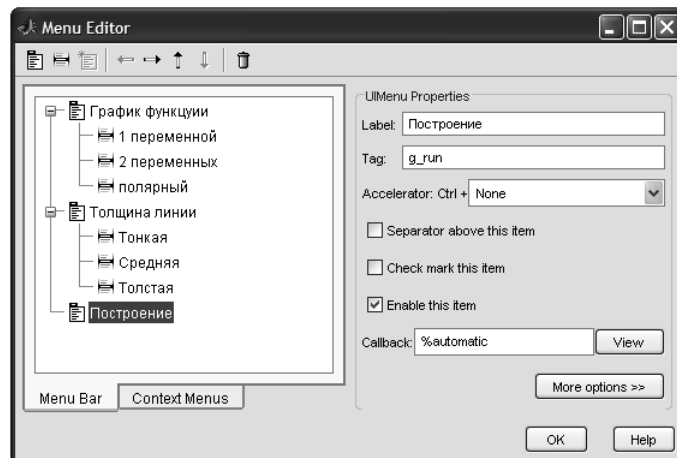 Menu Editor
График функцуии
1 переменной
2 переменных
полярный
Толщина линии
Тонкая
Средняя
Толстая
Построение
Menu Bar
Context Menus
UIMenu Properties
Label: Построение
Tag: g_run
Accelerator: Ctrl + None
Separator above this item
Check mark this item
Enable this item
Callback: %automatic View
More options >>
OK Help